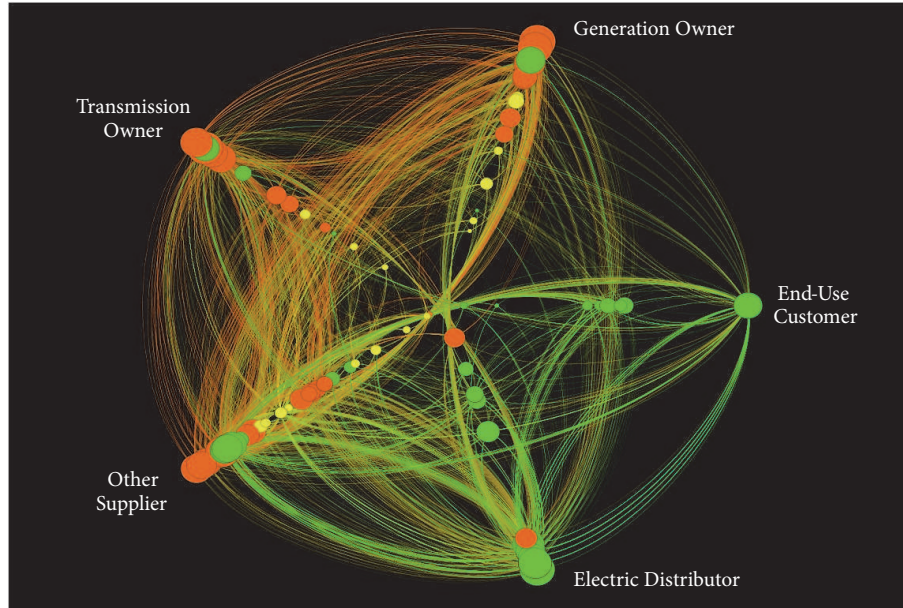 Generation Owner
Transmission
Owner
End-Use
Customer
Other
Supplier
Electric Distributor